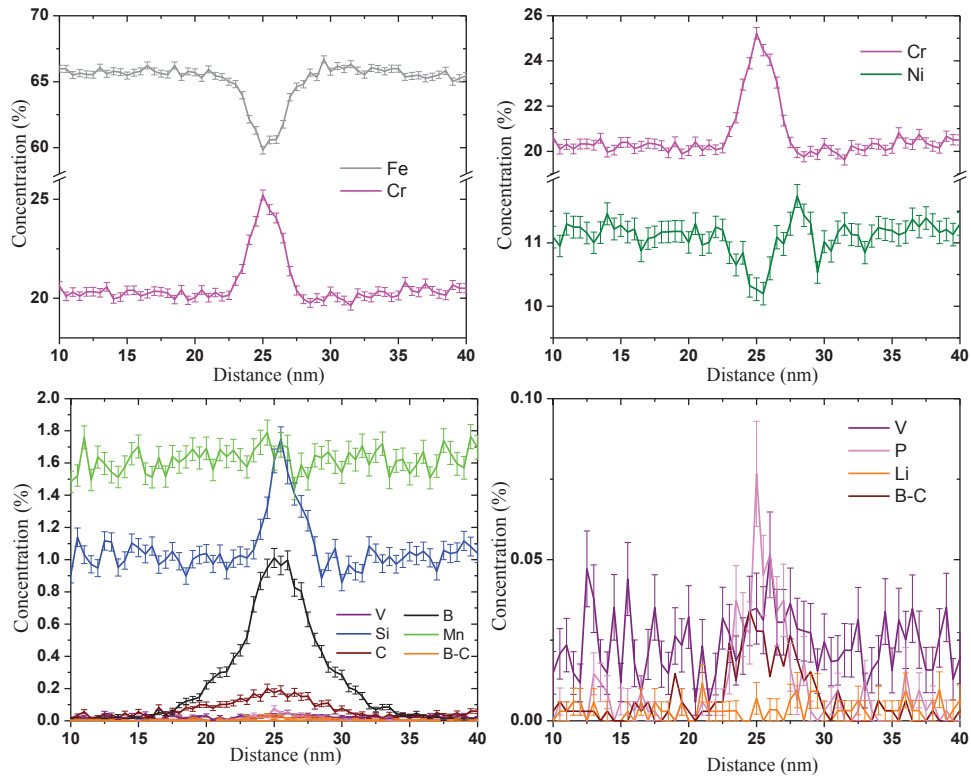 70
65
60
25
20
Concentration (%)
Fe
Cr
10 15 20 25 30 35 40
Distance (nm)
26
24
22
20
11
10
Concentration (%)
Cr
Ni
10 15 20 25 30 35 40
Distance (nm)
2.0
1.8
1.6
1.4
1.2
1.0
0.8
0.6
0.4
0.2
0.0
Concentration (%)
V B
Si Mn
C B-C
10 15 20 25 30 35 40
Distance (nm)
0.10
0.05
0.00
Concentration (%)
V
P
Li
B-C
10 15 20 25 30 35 40
Distance (nm)